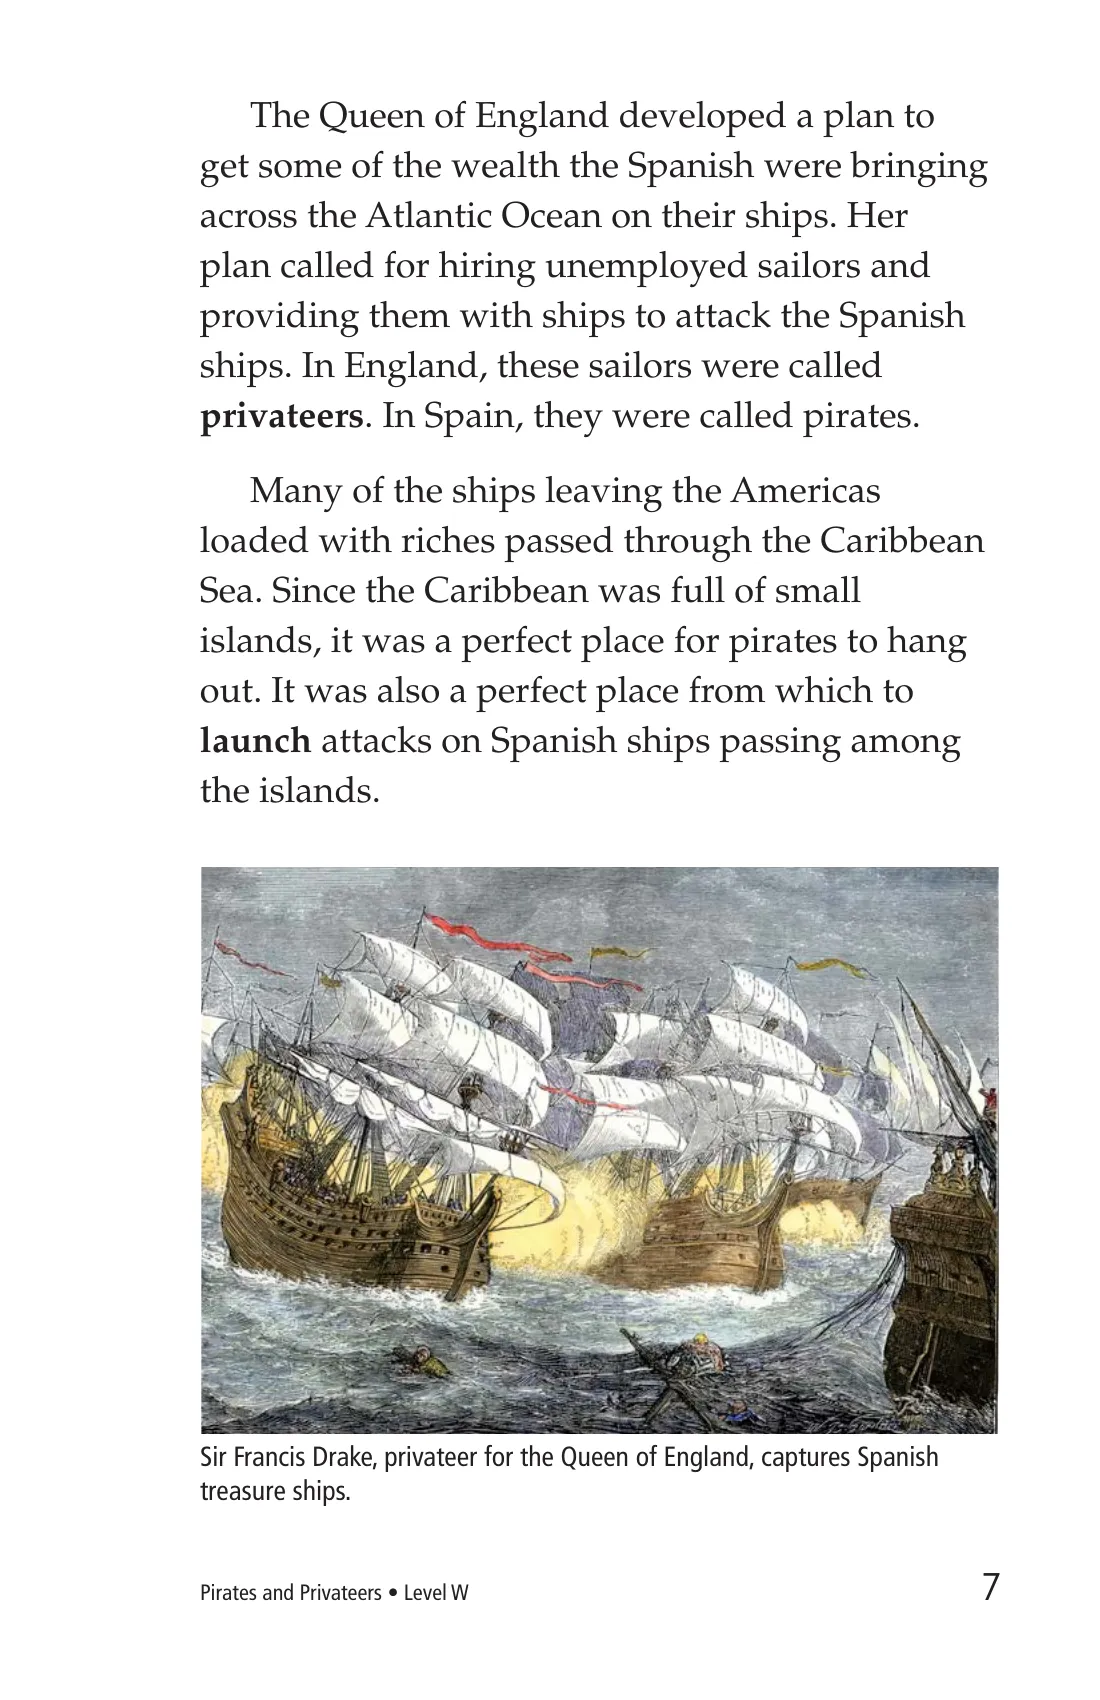 The Queen of England developed a plan to
get some of the wealth the Spanish were bringing
across the Atlantic Ocean on their ships. Her
plan called for hiring unemployed sailors and
providing them with ships to attack the Spanish
ships. In England, these sailors were called
privateers. In Spain, they were called pirates.
Many of the ships leaving the Americas
loaded with riches passed through the Caribbean
Sea. Since the Caribbean was full of small
islands, it was a perfect place for pirates to hang
out. It was also a perfect place from which to
launch attacks on Spanish ships passing among
the islands.
Sir Francis Drake, privateer for the Queen of England, captures Spanish
treasure ships.
Pirates and Privateers • Level W
7